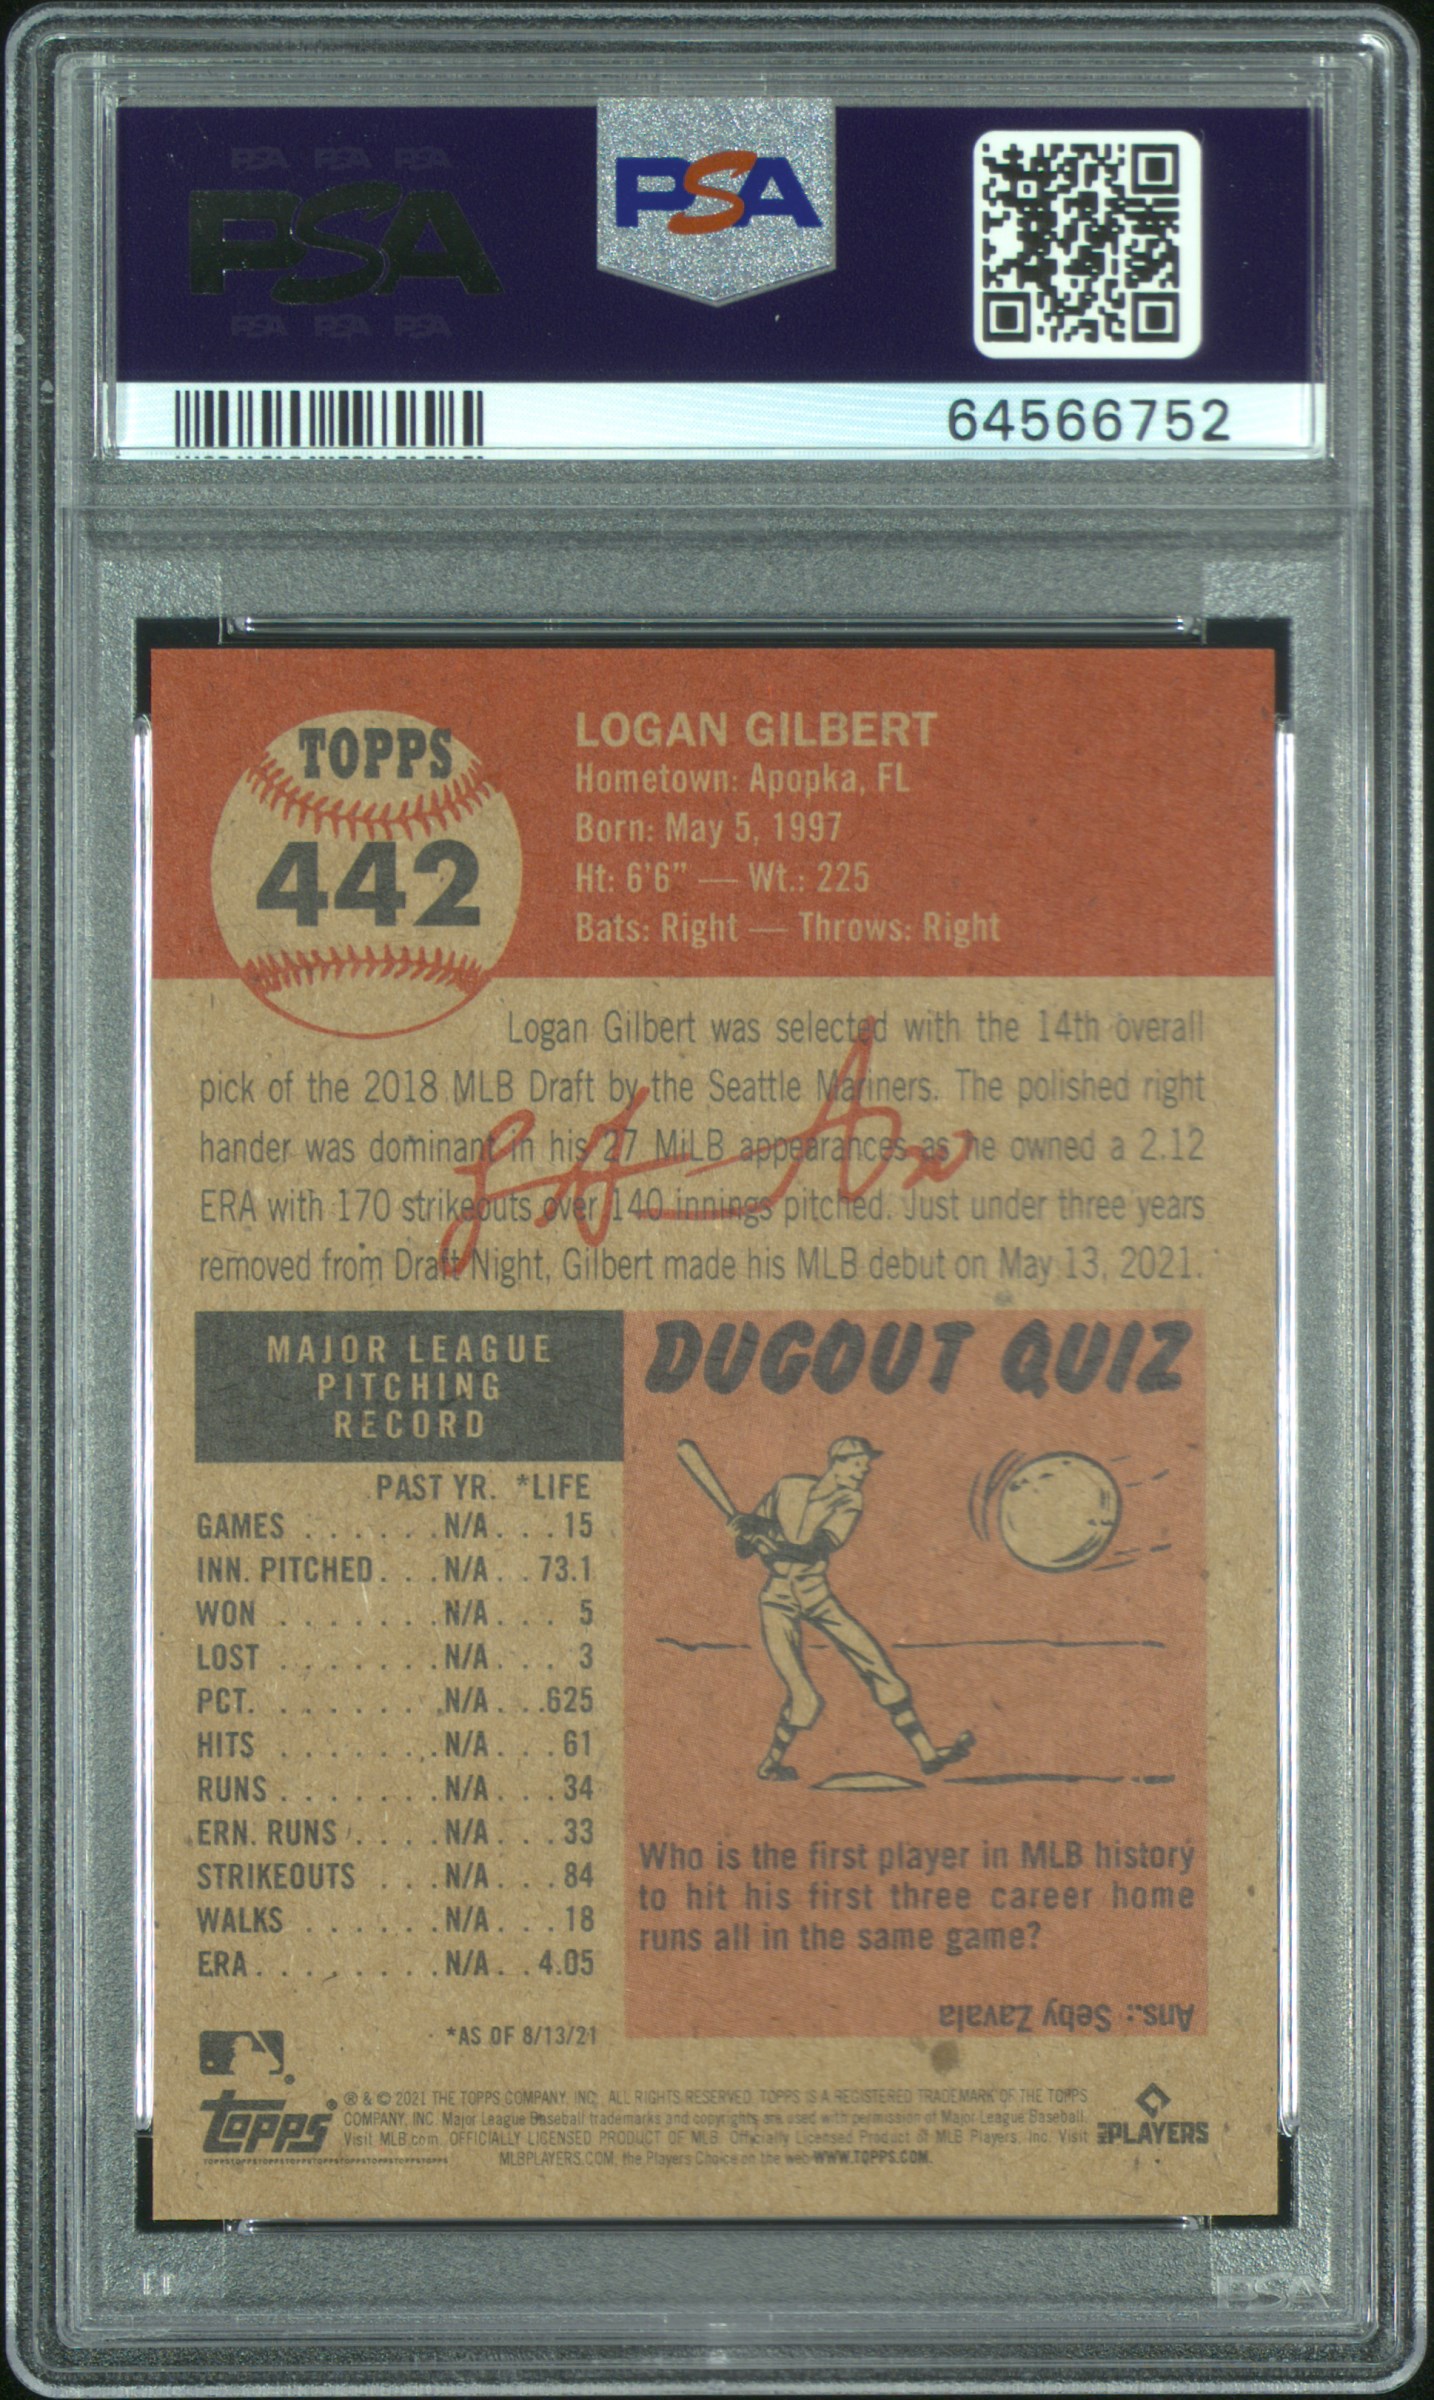 PSA PSA PSA
PSA
PSA PSA PSA
PSA
64566752
TOPPS
442
LOGAN GILBERT
Hometown: Apopka, FL
Born: May 5, 1997
Ht: 6'6" — Wt.: 225
Bats: Right — Throws: Right
Logan Gilbert was selected with the 14th overall
pick of the 2018 MLB Draft by the Seattle Mariners. The polished right
hander was dominant in his 27 MiLB appearances as he owned a 2.12
ERA with 170 strikeouts over 140 innings pitched. Just under three years
removed from Draft Night, Gilbert made his MLB debut on May 13, 2021.
MAJOR LEAGUE
PITCHING
RECORD
PAST YR. *LIFE
GAMES . . . . . . N/A . . . 15
INN. PITCHED . . . N/A . . 73.1
WON . . . . . . . N/A . . . 5
LOST . . . . . . . N/A . . . 3
PCT. . . . . . . . N/A . . .625
HITS . . . . . . . N/A . . . 61
RUNS . . . . . . . N/A . . . 34
ERN. RUNS . . . . N/A . . . 33
STRIKEOUTS . . . N/A . . . 84
WALKS . . . . . . N/A . . . 18
ERA . . . . . . . . N/A . . 4.05
*AS OF 8/13/21
DUGOUT QUIZ
Who is the first player in MLB history
to hit his first three career home
runs all in the same game?
Ans.: Seby Zavala
topps®
® & © 2021 THE TOPPS COMPANY, INC. ALL RIGHTS RESERVED. TOPPS IS A REGISTERED TRADEMARK OF THE TOPPS
COMPANY, INC. Major League Baseball trademarks and copyrights are used with permission of Major League Baseball.
Visit MLB.com. OFFICIALLY LICENSED PRODUCT OF MLB Officially Licensed Product of MLB Players, Inc. Visit
MLBPLAYERS.COM, the Players Choice on the web WWW.TOPPS.COM.
TOPPSTOPPSTOPPSTOPPSTOPPSTOPPSTOPPSTOPPSTOPPS
MLB PLAYERS
PSA